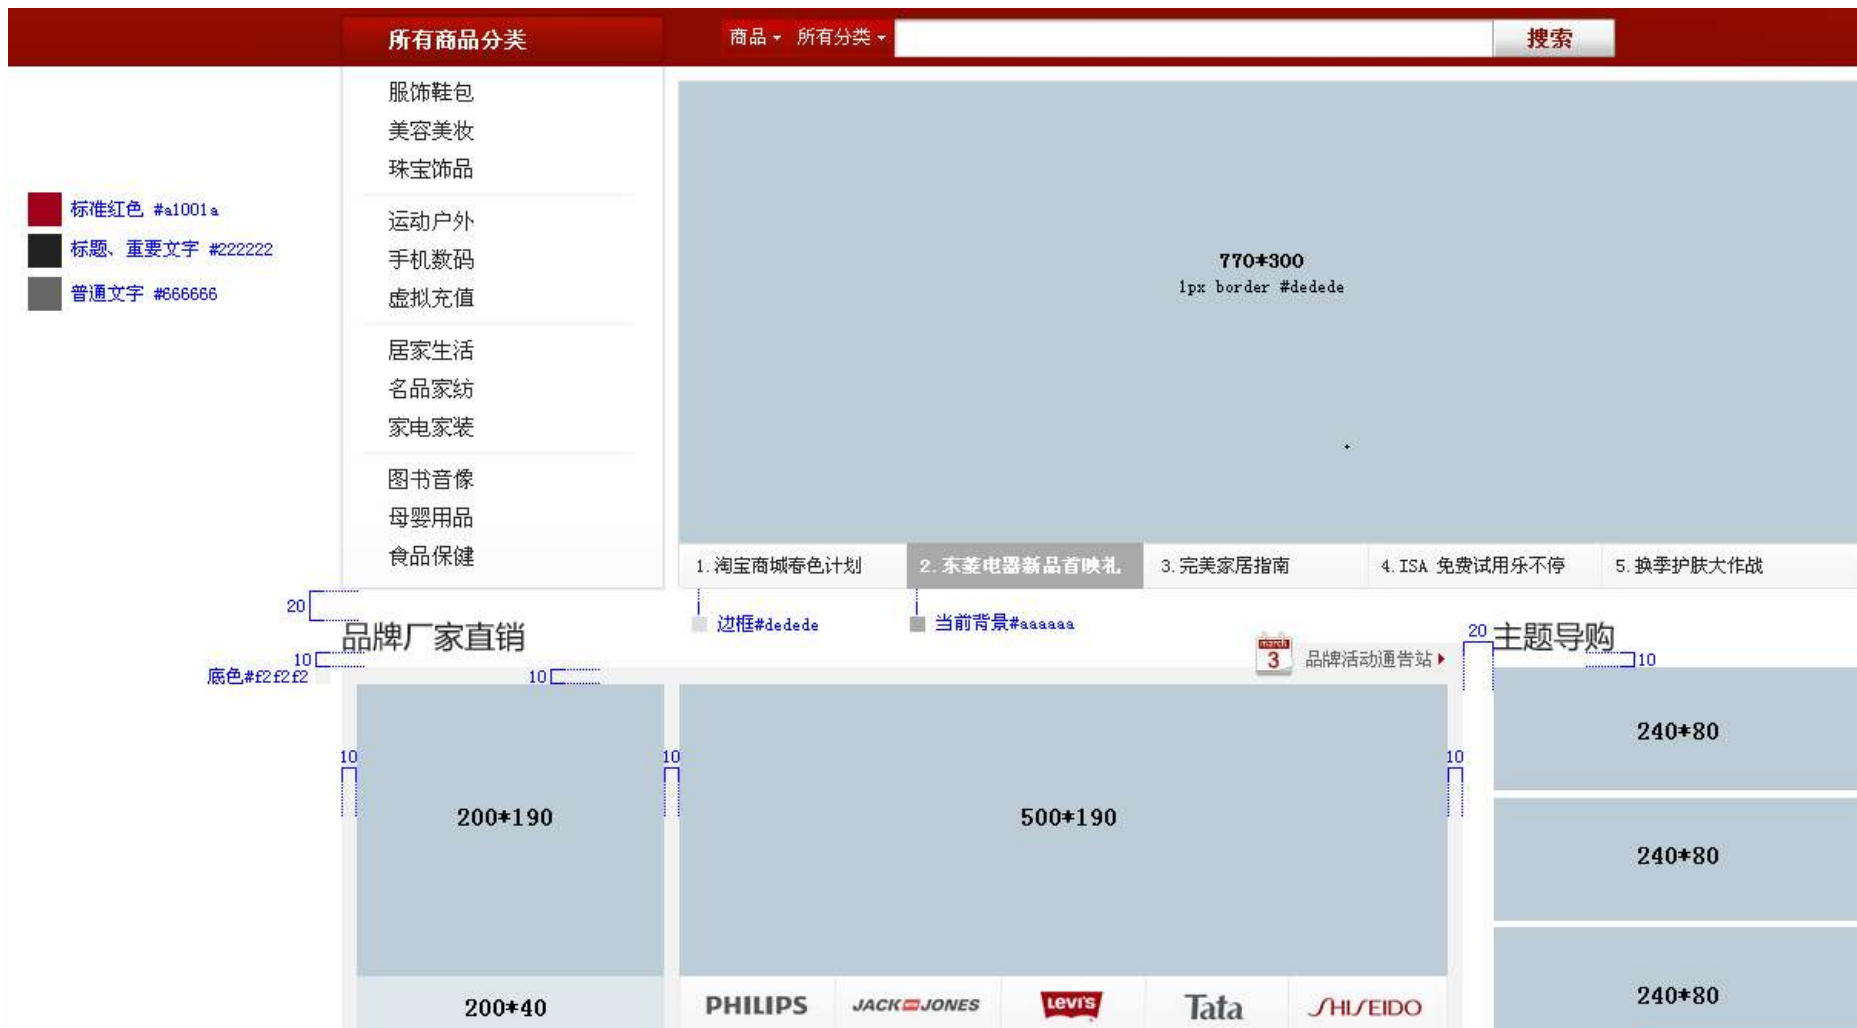 所有商品分类
商品 所有分类 搜索
服饰鞋包
美容美妆
珠宝饰品
运动户外
手机数码
虚拟充值
居家生活
名品家纺
家电家装
图书音像
母婴用品
食品保健
标准红色 #a1001a
标题、重要文字 #222222
普通文字 #666666
770*300
1px border #dedede
1.淘宝商城春色计划
2.东菱电器新品首映礼
3.完美家居指南
4.ISA 免费试用乐不停
5.换季护肤大作战
20
边框#dedede
当前背景#aaaaaa
品牌厂家直销
march
3
品牌活动通告站
20
主题导购
10
10
底色#f2f2f2
10
10
10
10
200*190
500*190
240*80
240*80
240*80
200*40
PHILIPS
JACK JONES
LEVI'S
Tata
SHISEIDO